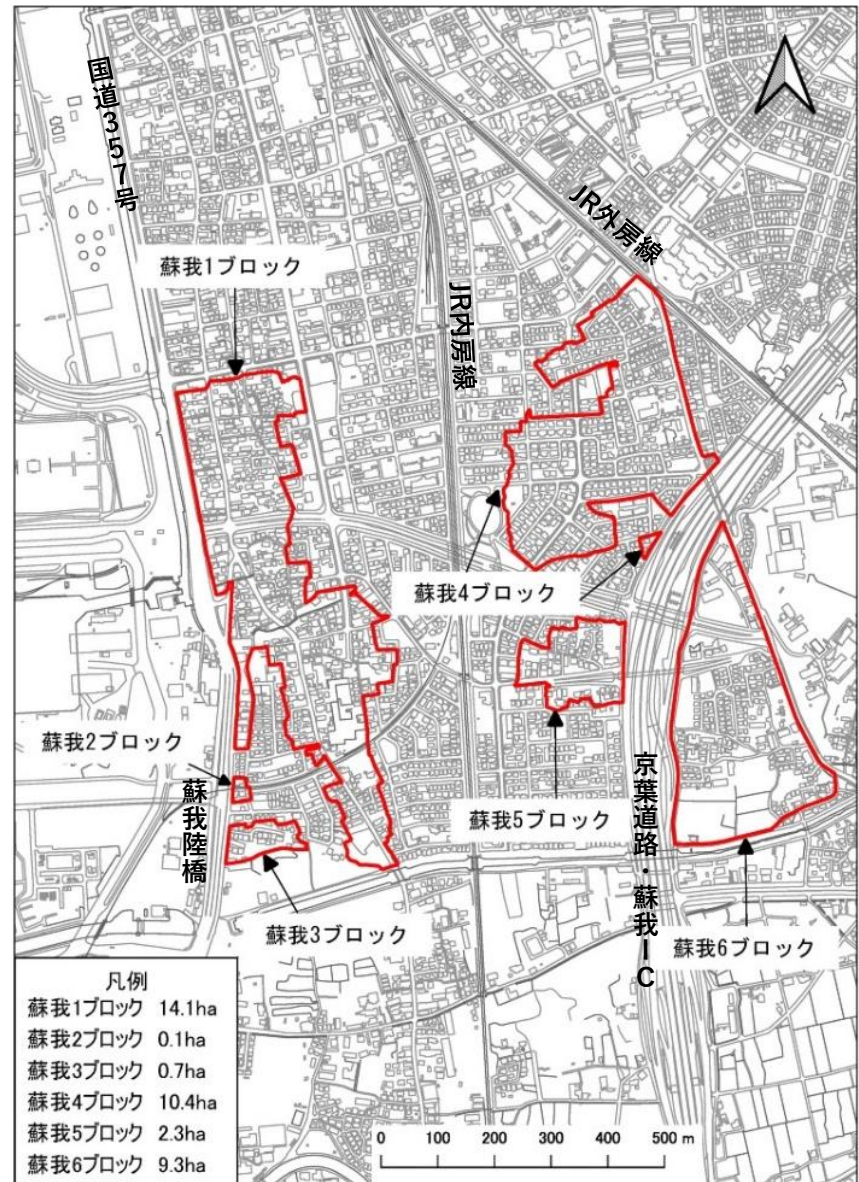 国道357号
JR外房線
蘇我1ブロック
JR内房線
蘇我4ブロック
蘇我2ブロック
蘇我陸橋
蘇我5ブロック
京葉道路・蘇我IC
蘇我3ブロック
蘇我6ブロック
凡例
蘇我1ブロック 14.1ha
蘇我2ブロック 0.1ha
蘇我3ブロック 0.7ha
蘇我4ブロック 10.4ha
蘇我5ブロック 2.3ha
蘇我6ブロック 9.3ha
0 100 200 300 400 500 m